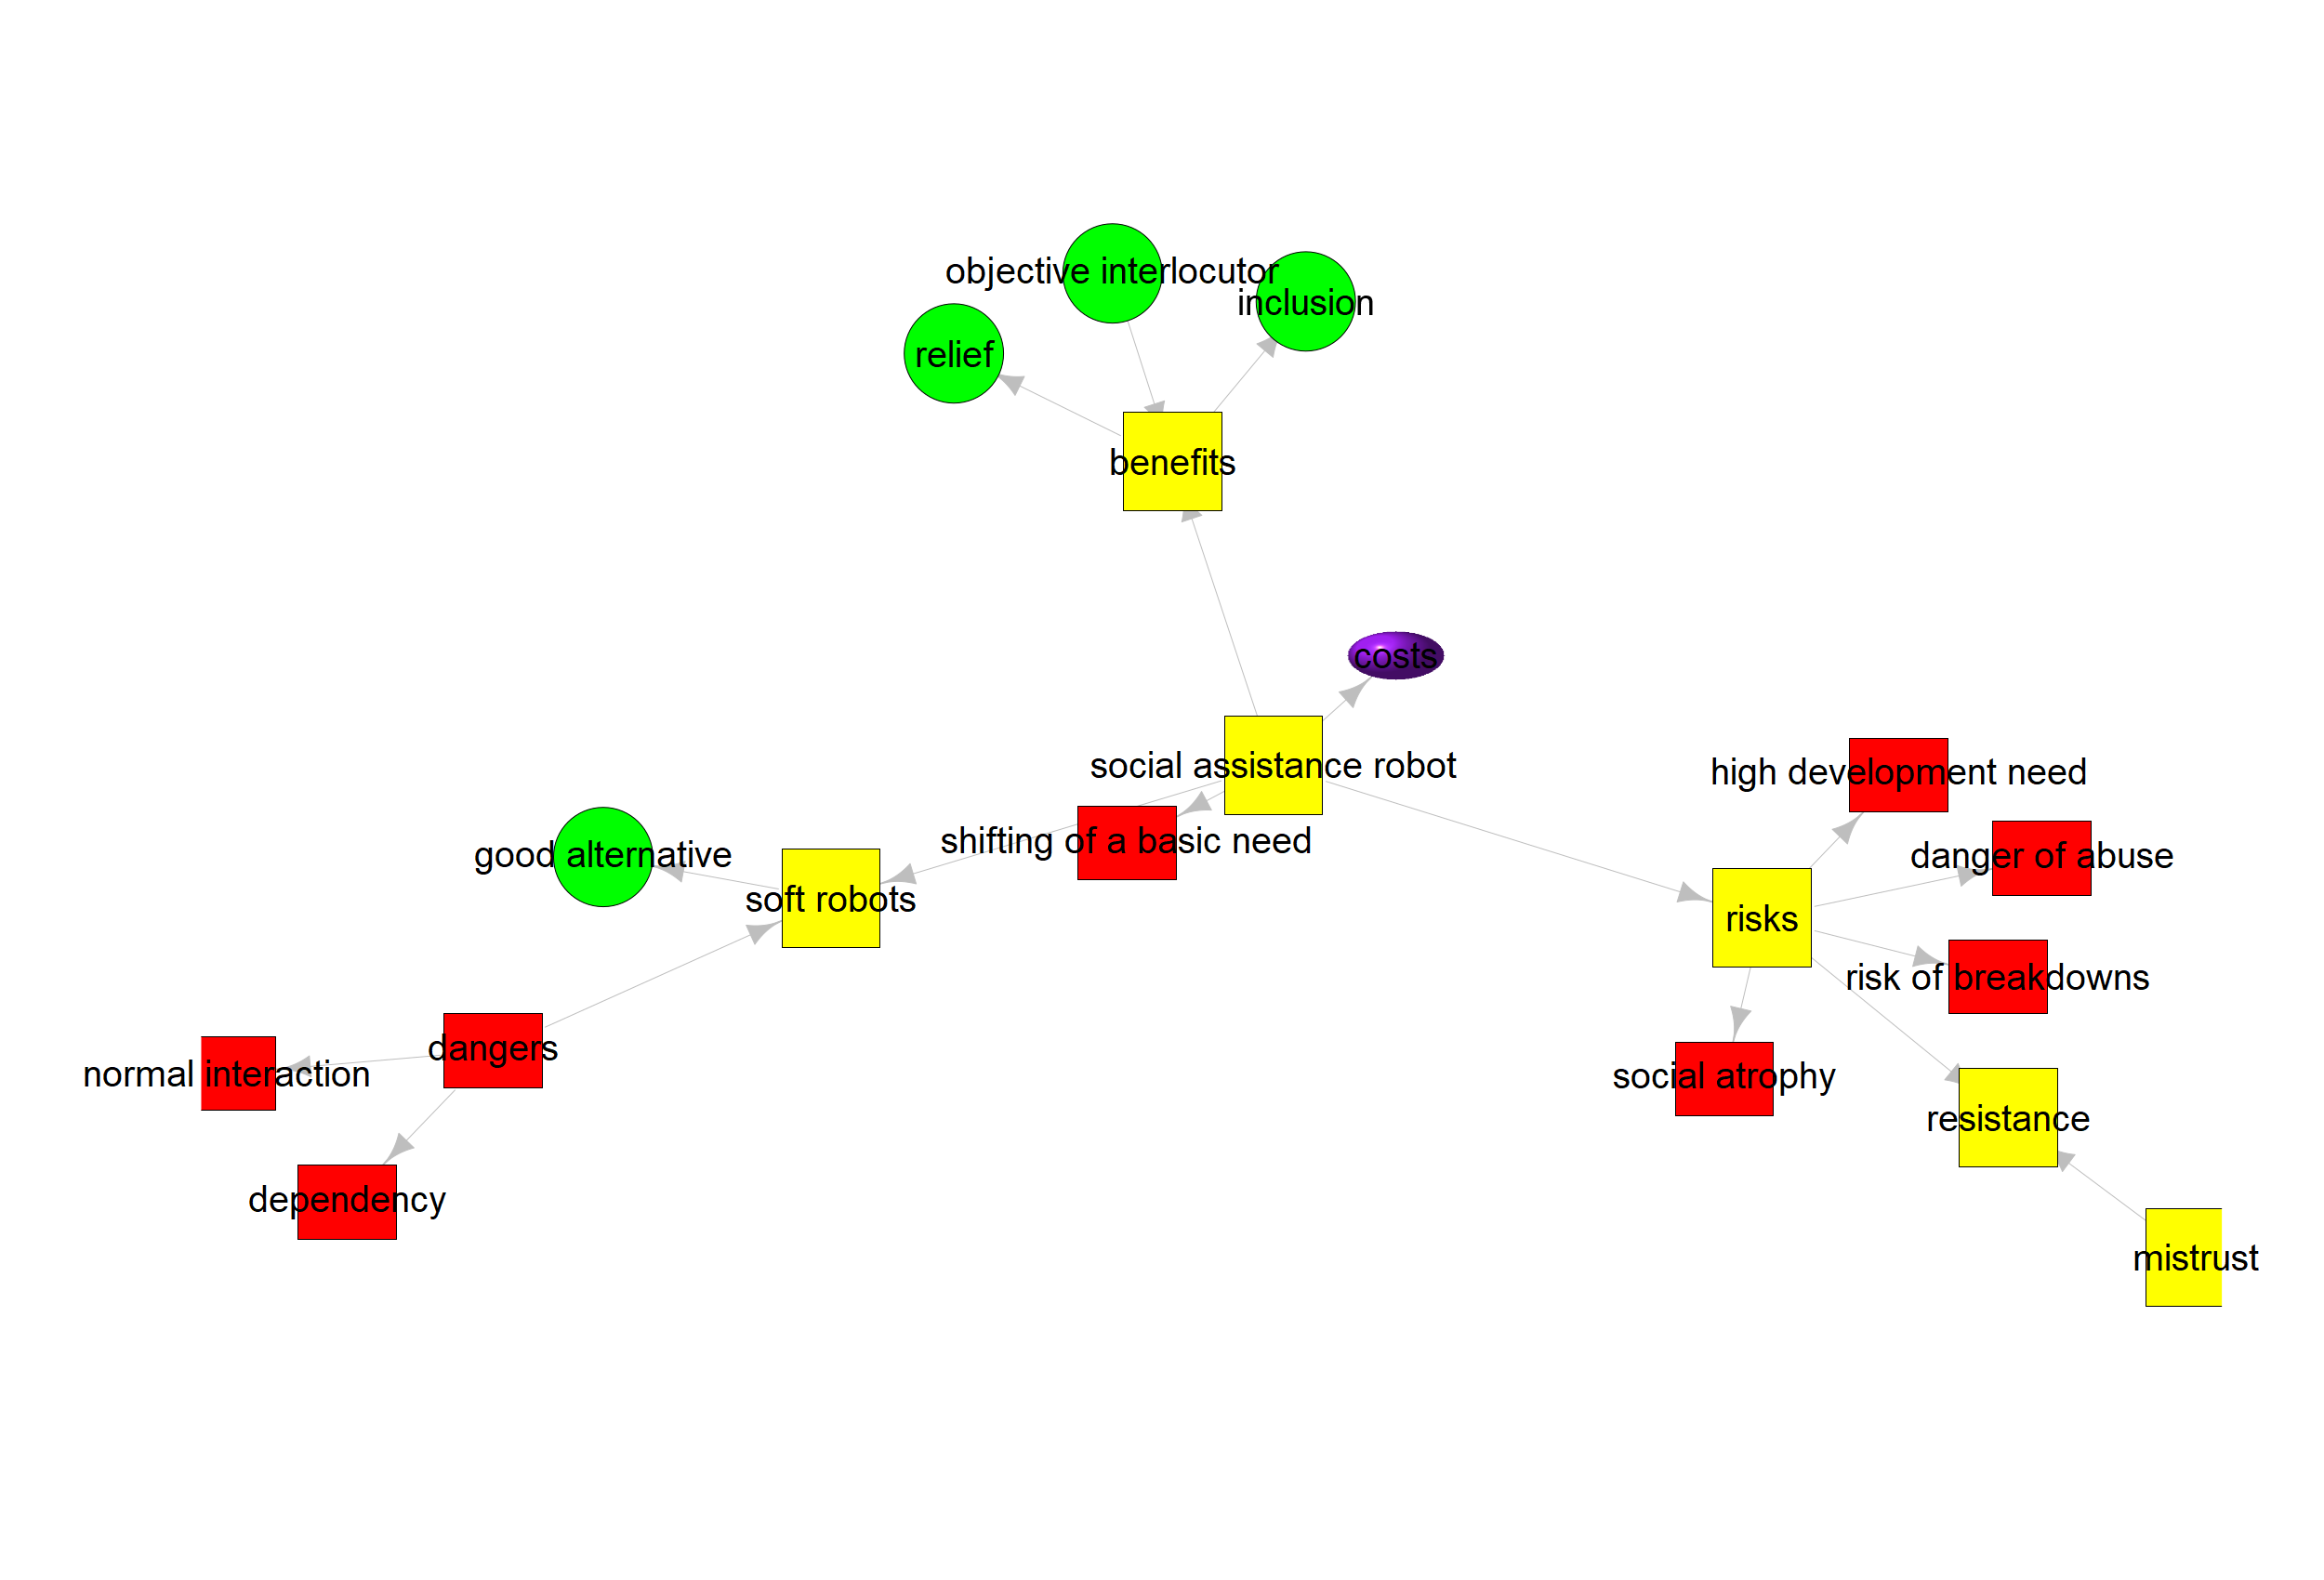 objective interlocutor
inclusion
relief
benefits
costs
social assistance robot
high development need
shifting of a basic need
good alternative
danger of abuse
soft robots
risks
risk of breakdowns
dangers
normal interaction
social atrophy
resistance
dependency
mistrust